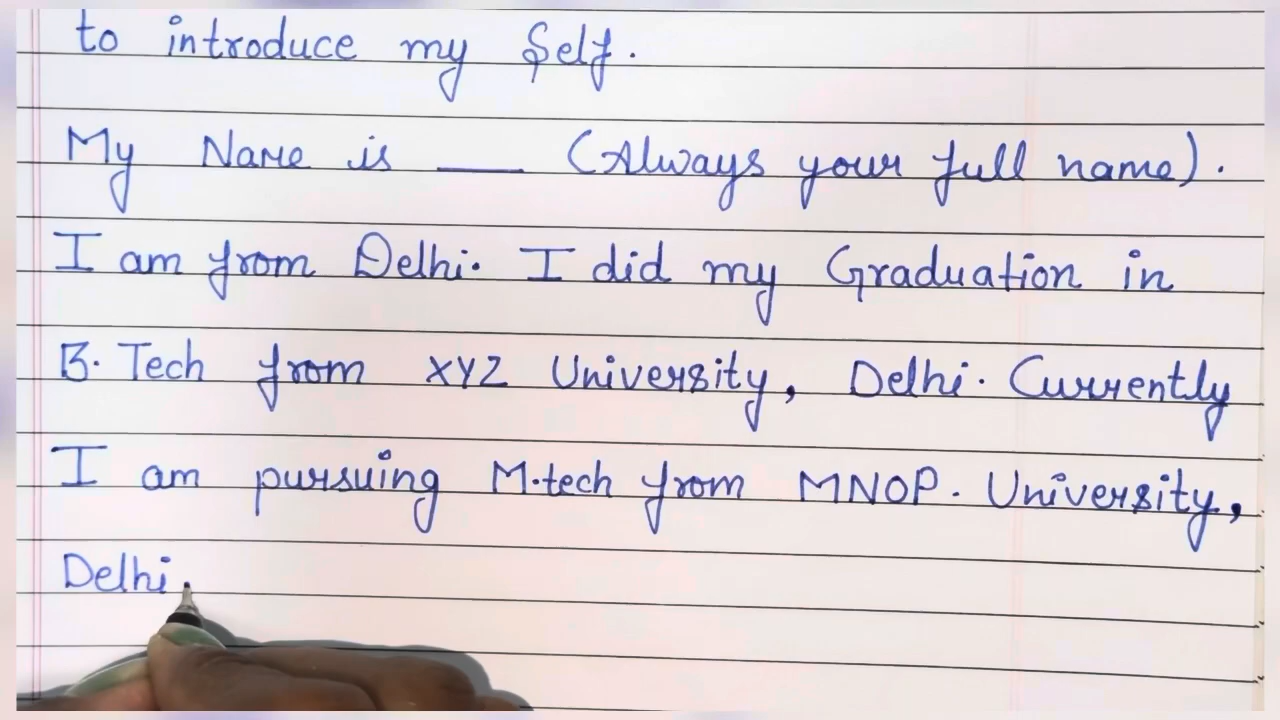 to introduce my Self.
My Name is ___ (Always your full name).
I am from Delhi. I did my Graduation in
B. Tech from XYZ University, Delhi. Currently
I am pursuing M.tech from MNOP. University,
Delhi.